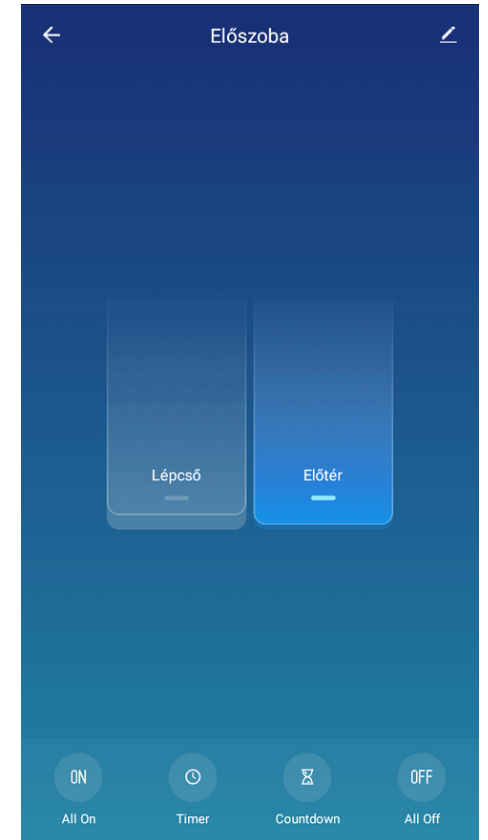 Előszoba
Lépcső
Előtér
ON
OFF
All On
Timer
Countdown
All Off